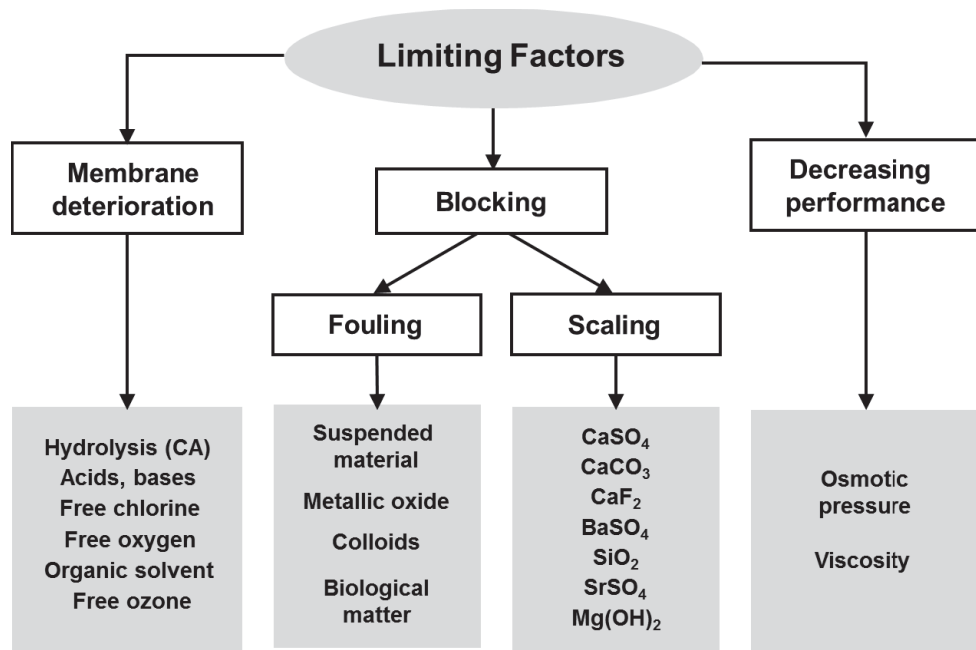 Limiting Factors
Membrane
deterioration
Blocking
Decreasing
performance
Fouling
Scaling
Hydrolysis (CA)
Acids, bases
Free chlorine
Free oxygen
Organic solvent
Free ozone
Suspended
material
Metallic oxide
Colloids
Biological
matter
CaSO₄
CaCO₃
CaF₂
BaSO₄
SiO₂
SrSO₄
Mg(OH)₂
Osmotic
pressure
Viscosity